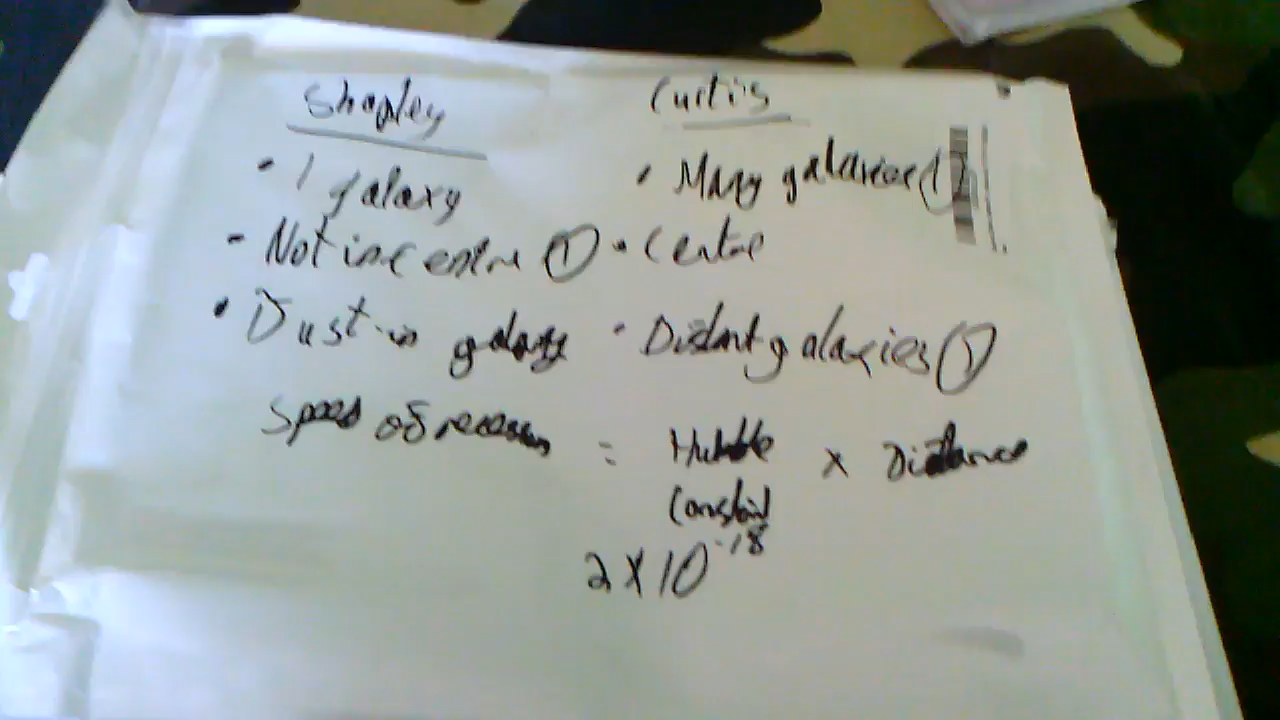 Shapley Curtis
• 1 galaxy • Many galaxies (1)
- Not in centre (1) • Central
• Dust in galaxy • Distant galaxies (1)
Speed of recession = Hubble × Distance
Constant
2 × 10⁻¹⁸